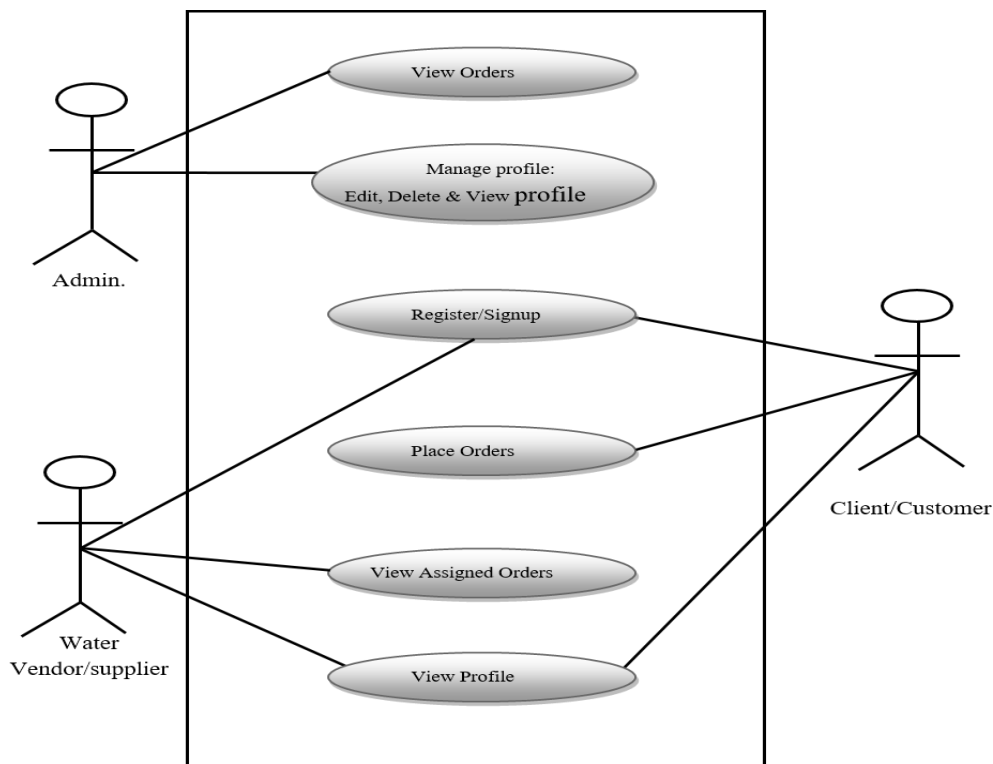 View Orders
Manage profile:
Edit, Delete & View profile
Admin.
Register/Signup
Place Orders
Client/Customer
View Assigned Orders
Water
Vendor/supplier
View Profile